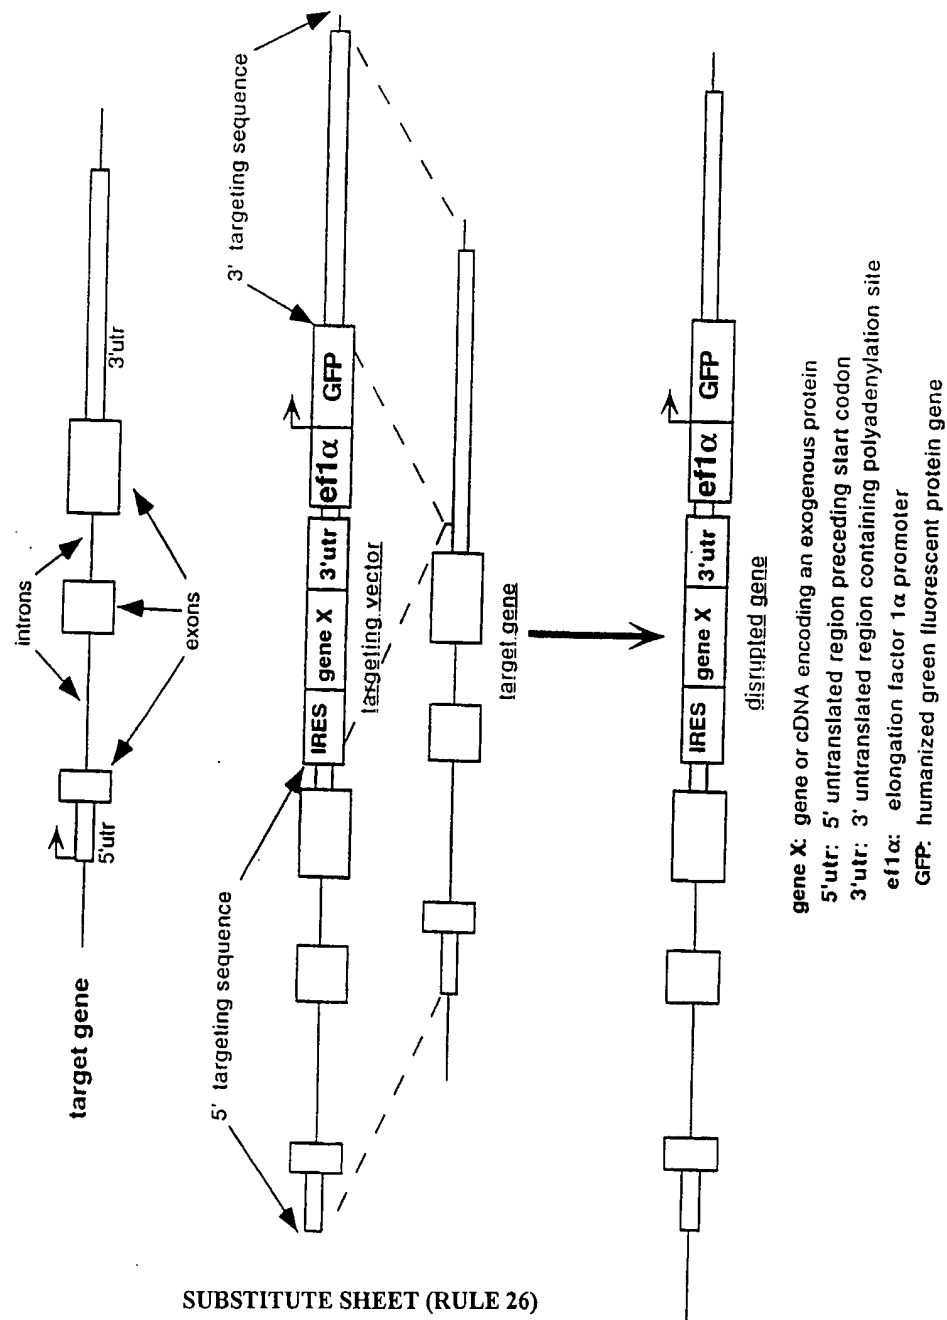 target gene
5'utr
introns
exons
3'utr
5' targeting sequence
3' targeting sequence
IRES
gene X
3'utr
ef1α
GFP
targeting vector
target gene
IRES
gene X
3'utr
ef1α
GFP
disrupted gene
gene X: gene or cDNA encoding an exogenous protein
5'utr: 5' untranslated region preceding start codon
3'utr: 3' untranslated region containing polyadenylation site
ef1α: elongation factor 1α promoter
GFP: humanized green fluorescent protein gene
SUBSTITUTE SHEET (RULE 26)